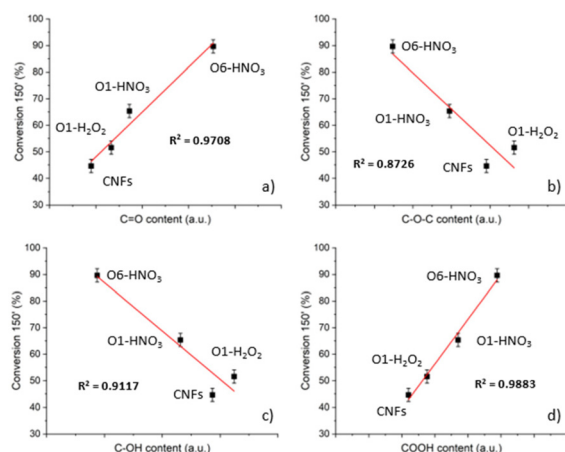 Conversion 150' (%)
100
90
80
70
60
50
40
30
O6-HNO₃
O1-HNO₃
O1-H₂O₂
CNFs
R² = 0.9708
a)
C=O content (a.u.)
Conversion 150' (%)
100
90
80
70
60
50
40
30
O6-HNO₃
O1-HNO₃
O1-H₂O₂
CNFs
R² = 0.8726
b)
C-O-C content (a.u.)
Conversion 150' (%)
100
90
80
70
60
50
40
30
O6-HNO₃
O1-HNO₃
O1-H₂O₂
CNFs
R² = 0.9117
c)
C-OH content (a.u.)
Conversion 150' (%)
100
90
80
70
60
50
40
30
O6-HNO₃
O1-HNO₃
O1-H₂O₂
CNFs
R² = 0.9883
d)
COOH content (a.u.)